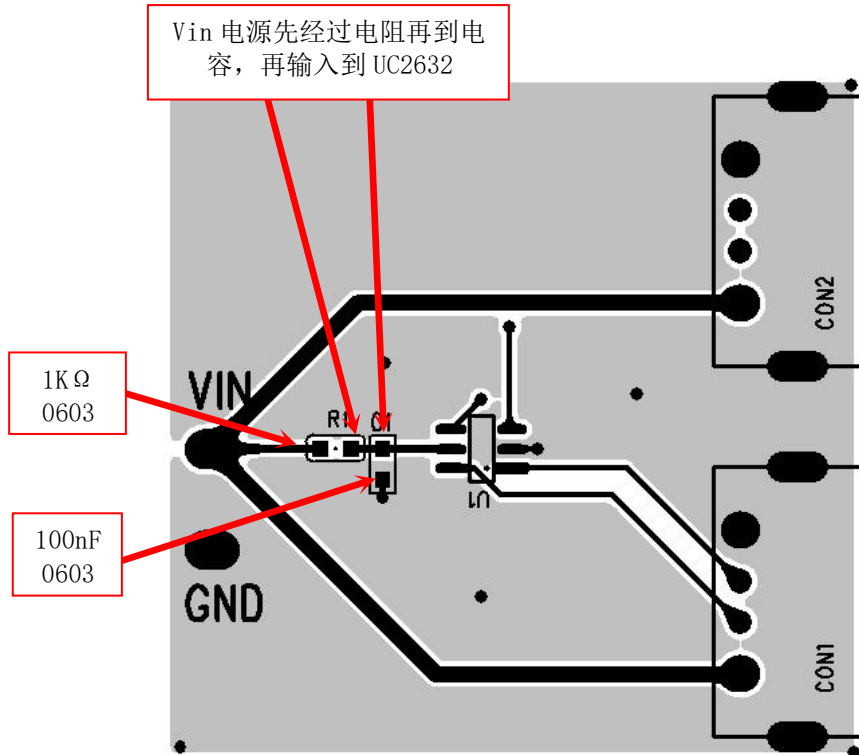 Vin 电源先经过电阻再到电
容，再输入到 UC2632
CON2
1KΩ
0603
VIN
R1
C1
U1
100nF
0603
GND
CON1